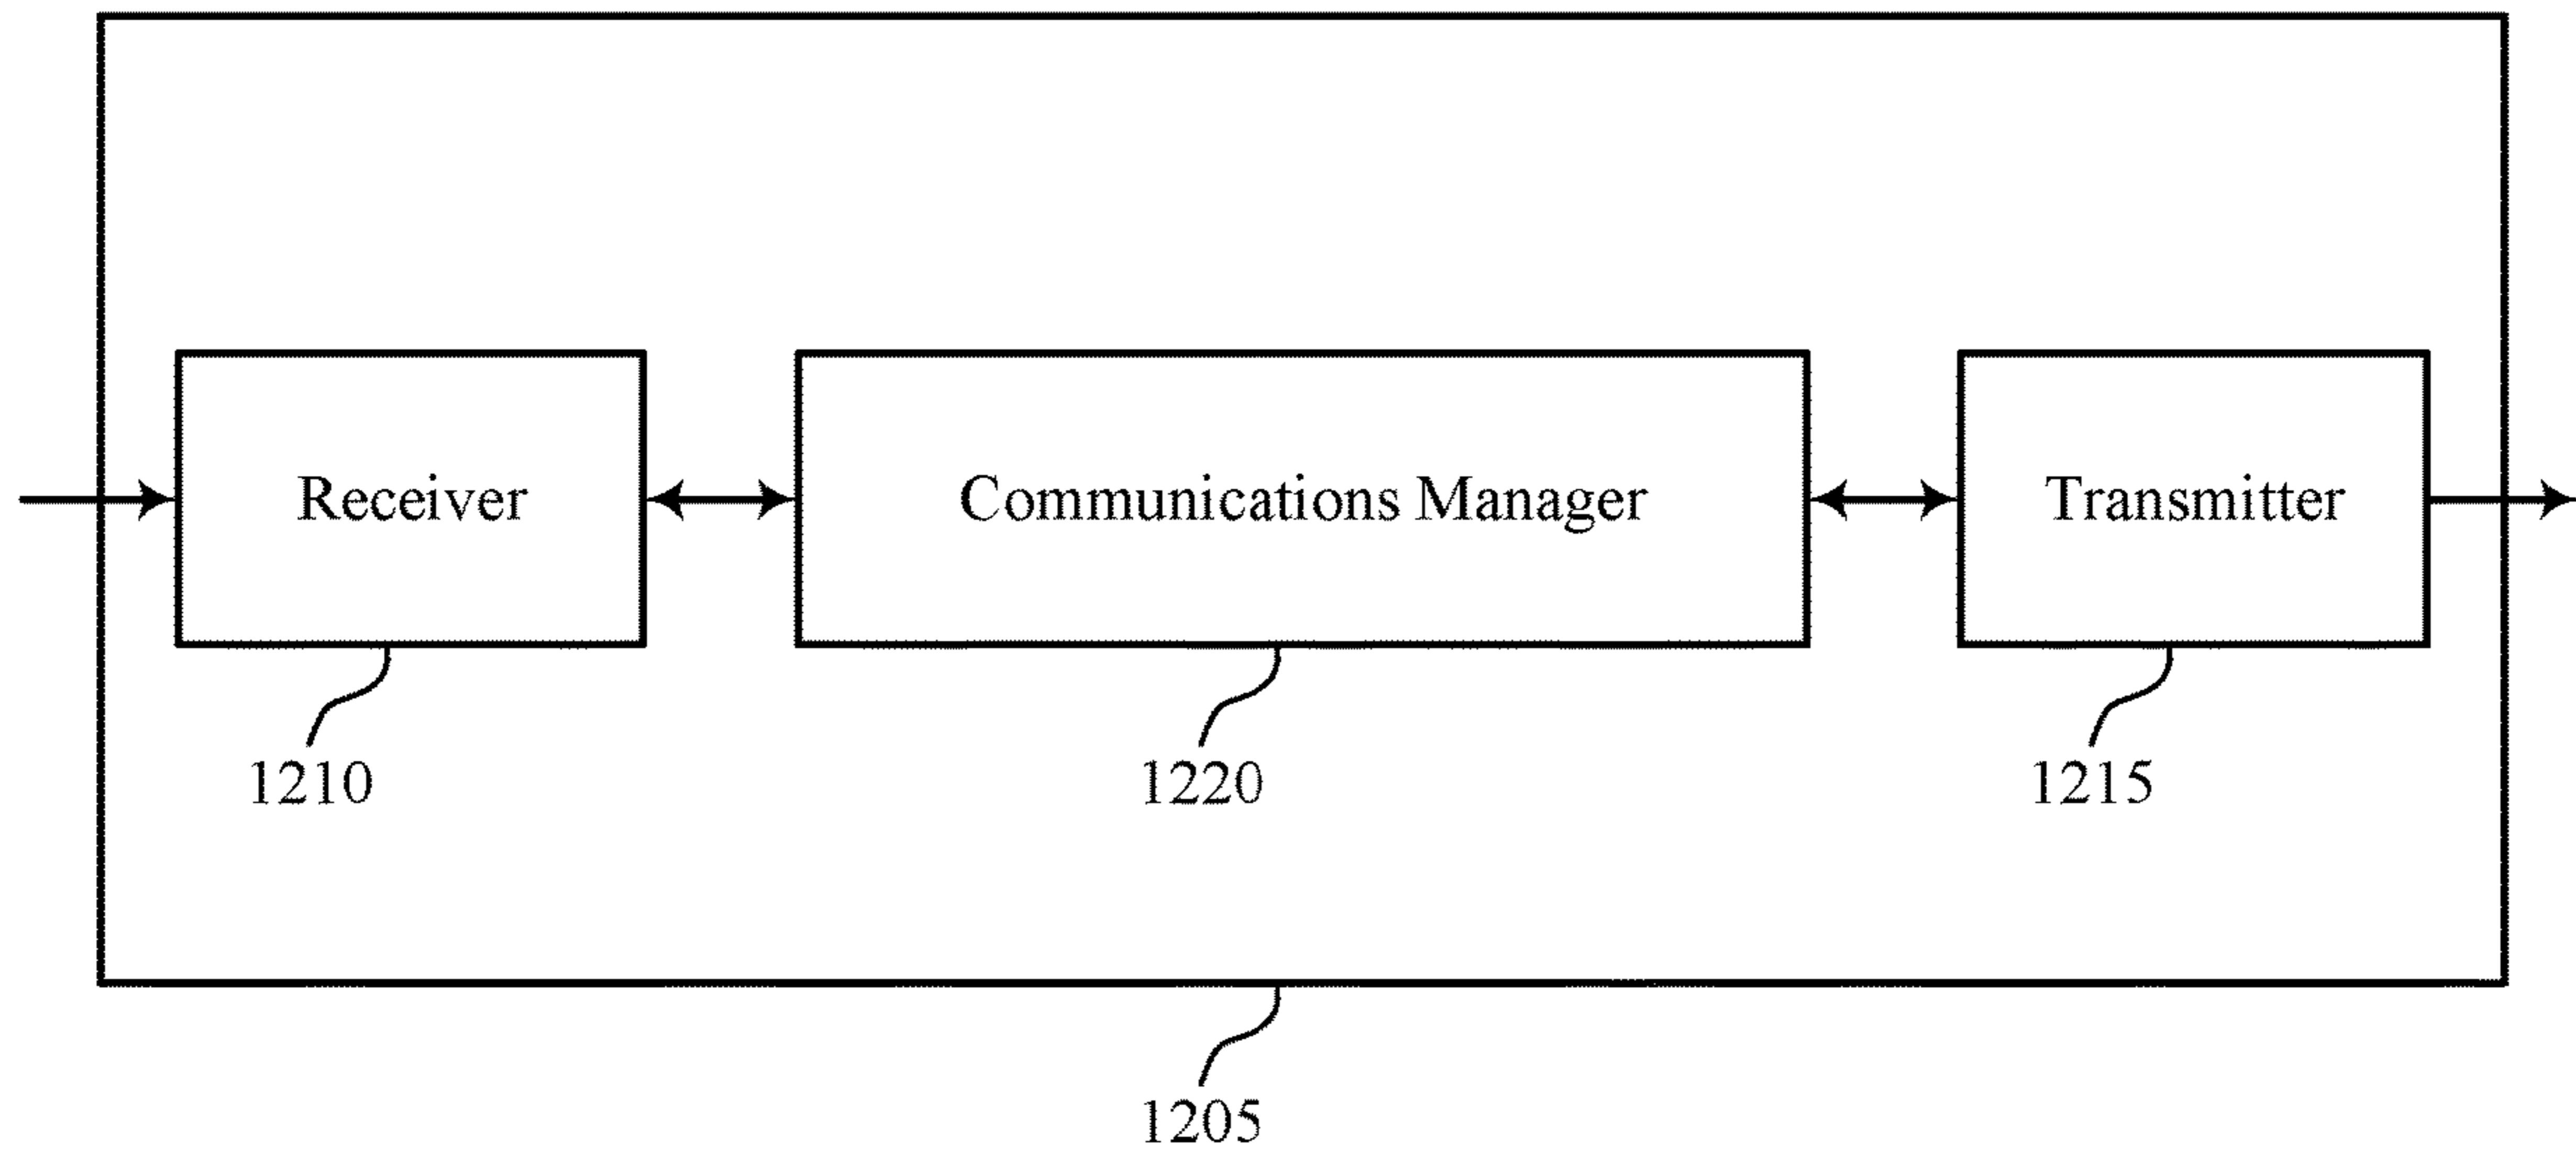 Receiver
Communications Manager
Transmitter
1210
1220
1215
1205